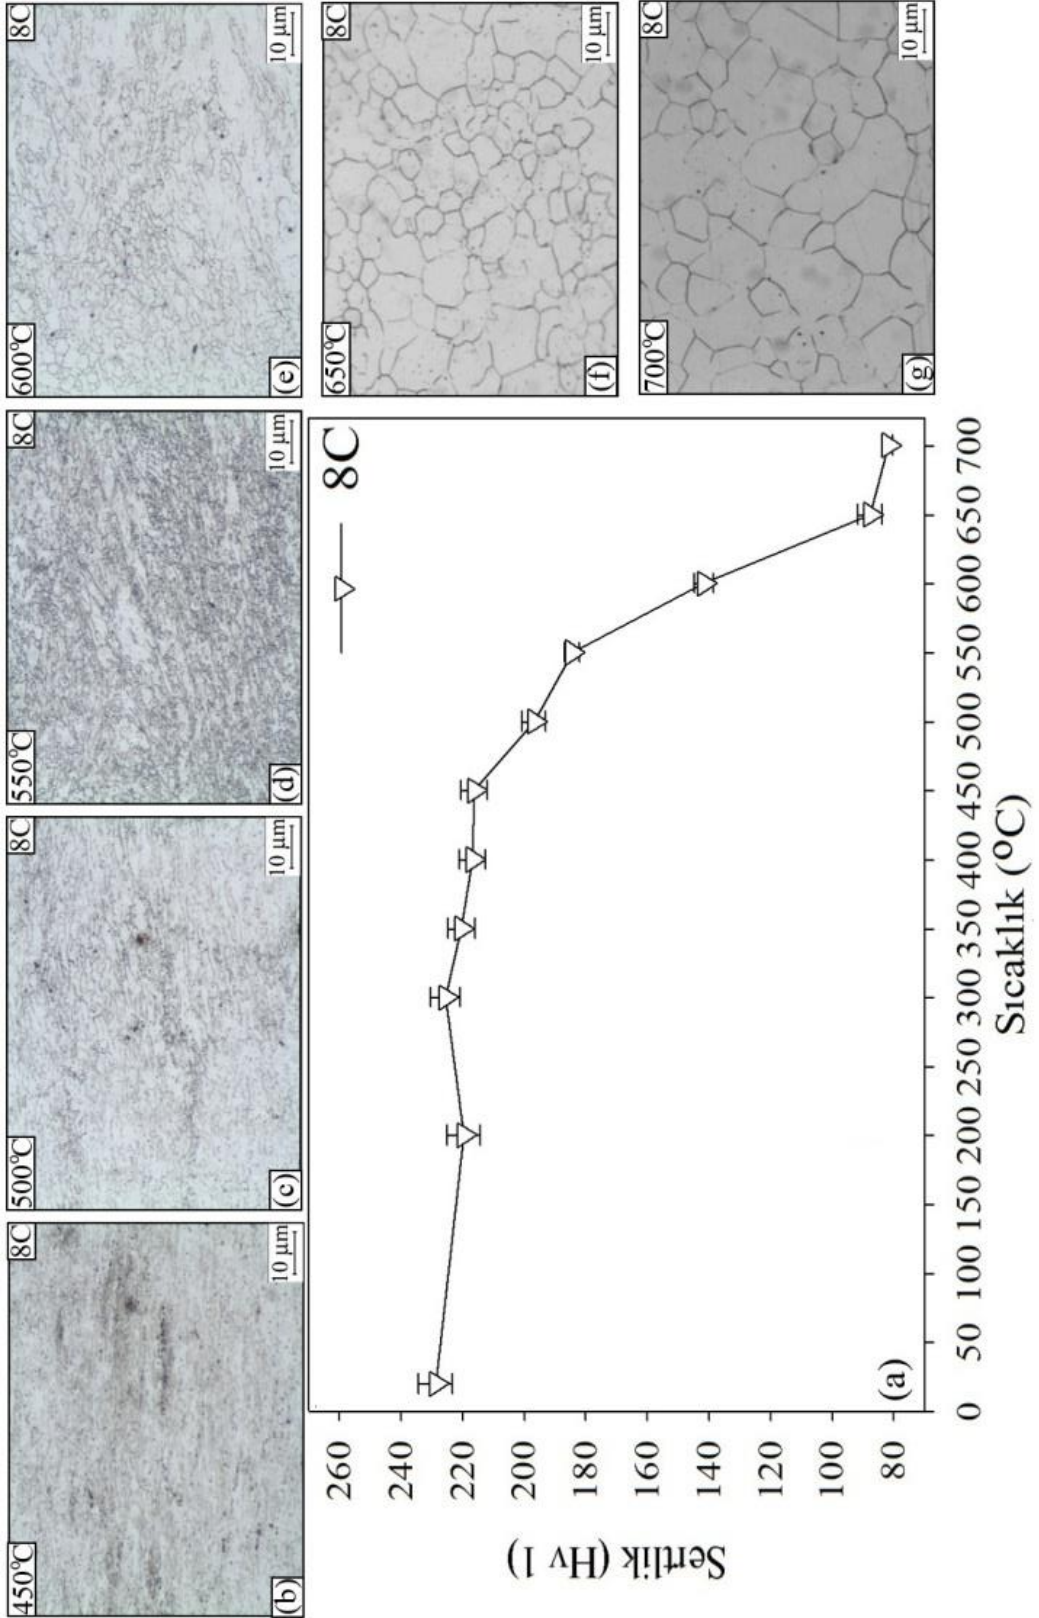 450°C
8C
(b)
10 µm
500°C
8C
(c)
10 µm
550°C
8C
(d)
10 µm
600°C
8C
(e)
10 µm
650°C
8C
(f)
10 µm
700°C
8C
(g)
10 µm
8C
260
240
220
200
180
160
140
120
100
80
Sertlik (Hv 1)
(a)
0 50 100 150 200 250 300 350 400 450 500 550 600 650 700
Sıcaklık (°C)